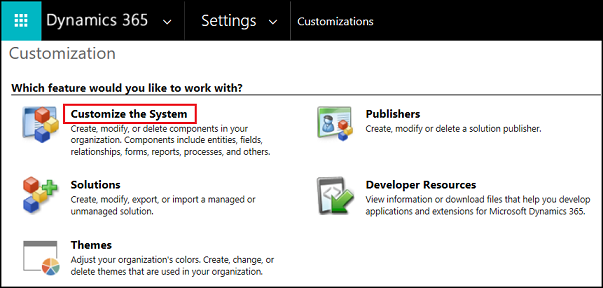 Dynamics 365 Settings Customizations
Customization
Which feature would you like to work with?
Customize the System
Create, modify, or delete components in your
organization. Components include entities, fields,
relationships, forms, reports, processes, and others.
Publishers
Create, modify or delete a solution publisher.
Solutions
Create, modify, export, or import a managed or
unmanaged solution.
Developer Resources
View information or download files that help you develop
applications and extensions for Microsoft Dynamics 365.
Themes
Adjust your organization's colors. Create, change, or
delete themes that are used in your organization.